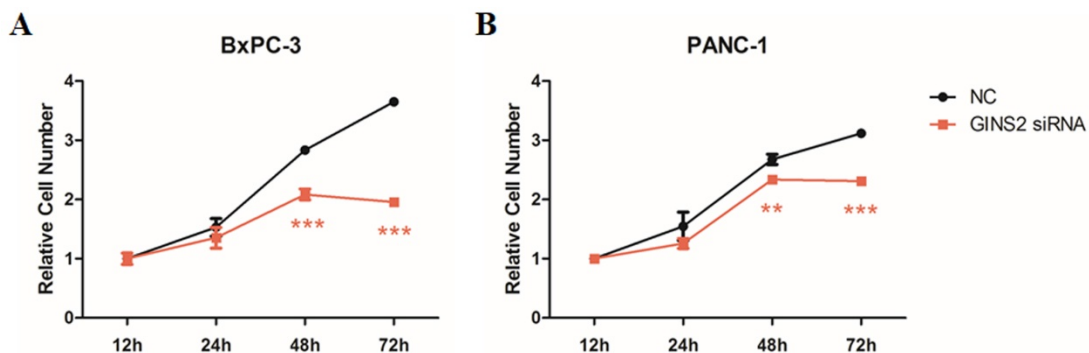 A
BxPC-3
Relative Cell Number
4
3
2
1
0
12h 24h 48h 72h
*** ***
B
PANC-1
Relative Cell Number
4
3
2
1
0
12h 24h 48h 72h
** ***
NC
GINS2 siRNA